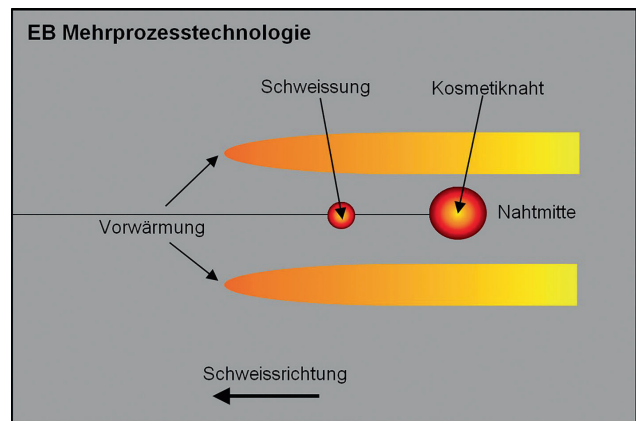 EB Mehrprozesstechnologie
Schweissung
Kosmetiknaht
Vorwärmung
Nahtmitte
Schweissrichtung